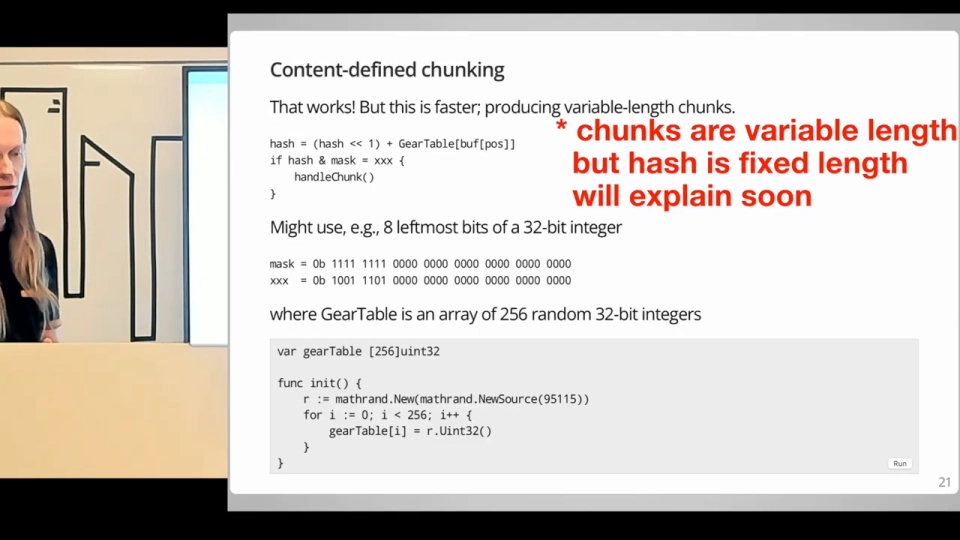 Content-defined chunking
That works! But this is faster; producing variable-length chunks.
* chunks are variable length
but hash is fixed length
will explain soon
hash = (hash << 1) + GearTable[buf[pos]]
if hash & mask = xxx {
    handleChunk()
}
Might use, e.g., 8 leftmost bits of a 32-bit integer
mask = 0b 1111 1111 0000 0000 0000 0000 0000 0000
xxx  = 0b 1001 1101 0000 0000 0000 0000 0000 0000
where GearTable is an array of 256 random 32-bit integers
var gearTable [256]uint32
func init() {
    r := mathrand.New(mathrand.NewSource(95115))
    for i := 0; i < 256; i++ {
        gearTable[i] = r.Uint32()
    }
}
Run
21